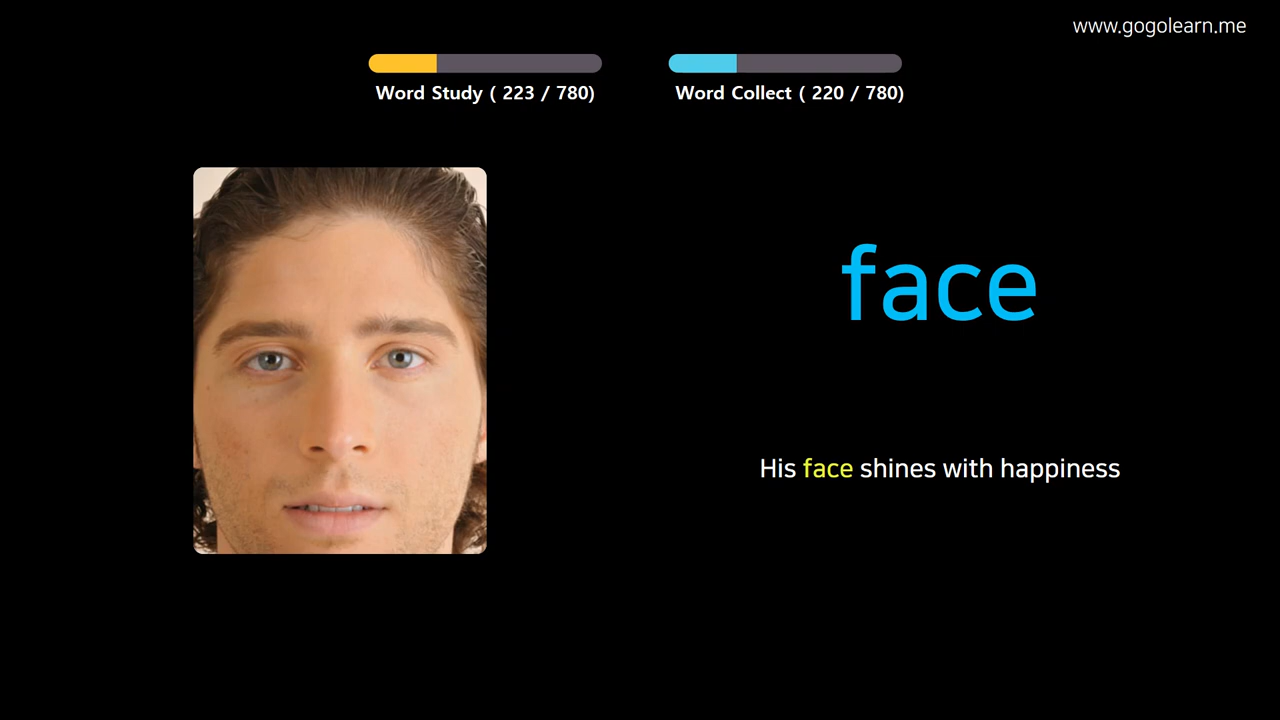 www.gogolearn.me
Word Study ( 223 / 780)
Word Collect ( 220 / 780)
face
His face shines with happiness